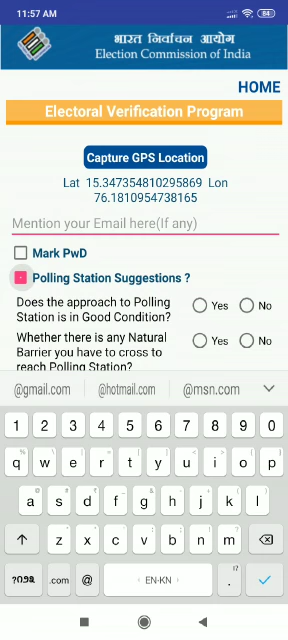 11:57 AM
84
भारत निर्वाचन आयोग
Election Commission of India
HOME
Electoral Verification Program
Capture GPS Location
Lat 15.347354810295869 Lon
76.1810954738165
Mention your Email here(If any)
Mark PwD
Polling Station Suggestions ?
Does the approach to Polling
Station is in Good Condition?
Yes No
Whether there is any Natural
Barrier you have to cross to
reach Polling Station?
Yes No
@gmail.com @hotmail.com @msn.com
1 2 3 4 5 6 7 8 9 0
q w e r t y u i o p
a s d f g h j k l
z x c v b n m
.com @ EN-KN .